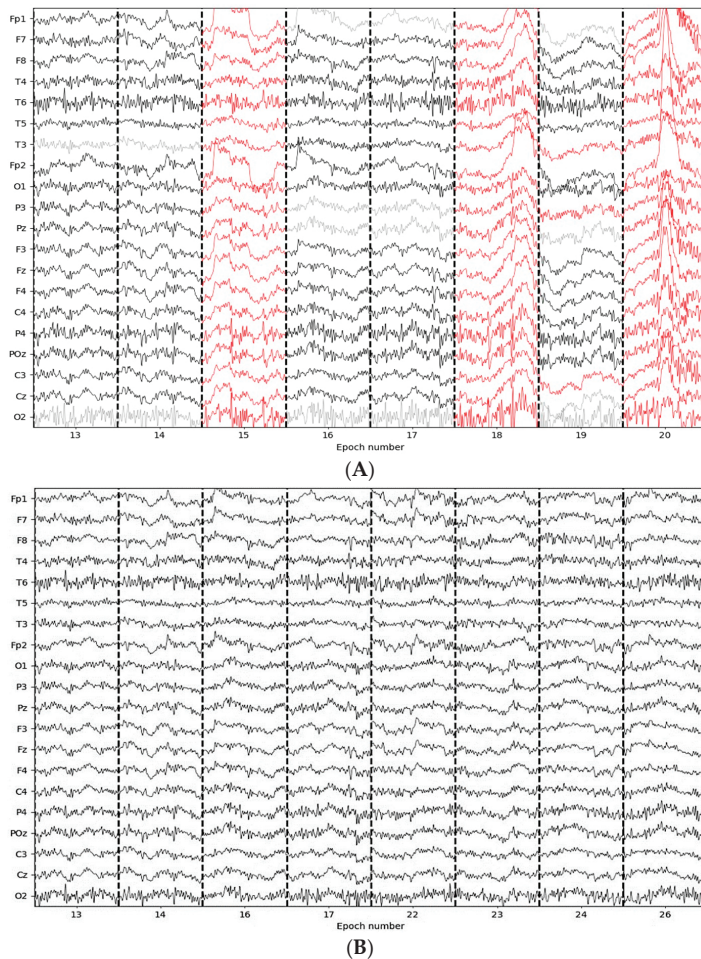 Fp1
F7
F8
T4
T6
T5
T3
Fp2
O1
P3
Pz
F3
Fz
F4
C4
P4
POz
C3
Cz
O2
13 14 15 16 17 18 19 20
Epoch number
(A)
Fp1
F7
F8
T4
T6
T5
T3
Fp2
O1
P3
Pz
F3
Fz
F4
C4
P4
POz
C3
Cz
O2
13 14 16 17 22 23 24 26
Epoch number
(B)